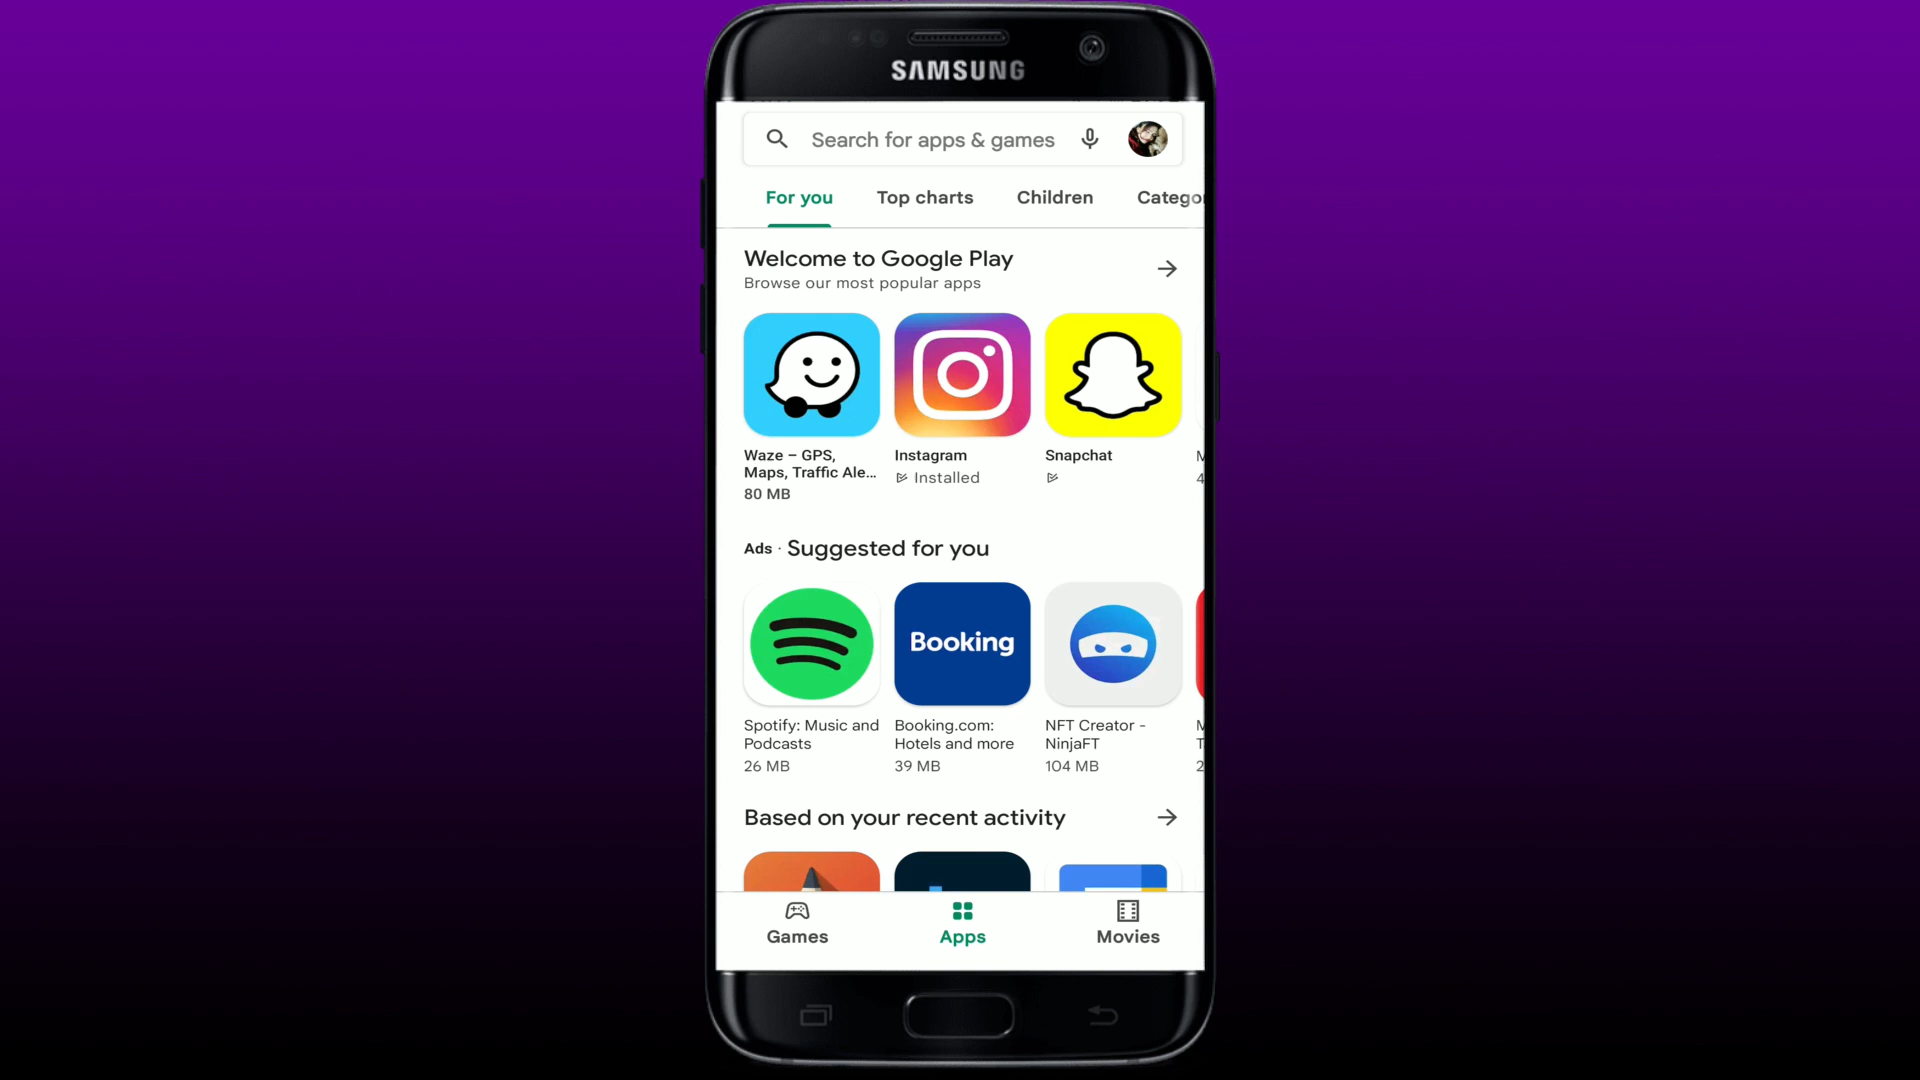 SAMSUNG
Search for apps & games
For you Top charts Children Catego
Welcome to Google Play
Browse our most popular apps
Waze – GPS, Maps, Traffic Ale...
80 MB
Instagram
Installed
Snapchat
Ads · Suggested for you
Booking
Spotify: Music and
Podcasts
26 MB
Booking.com:
Hotels and more
39 MB
NFT Creator -
NinjaFT
104 MB
Based on your recent activity
Games Apps Movies